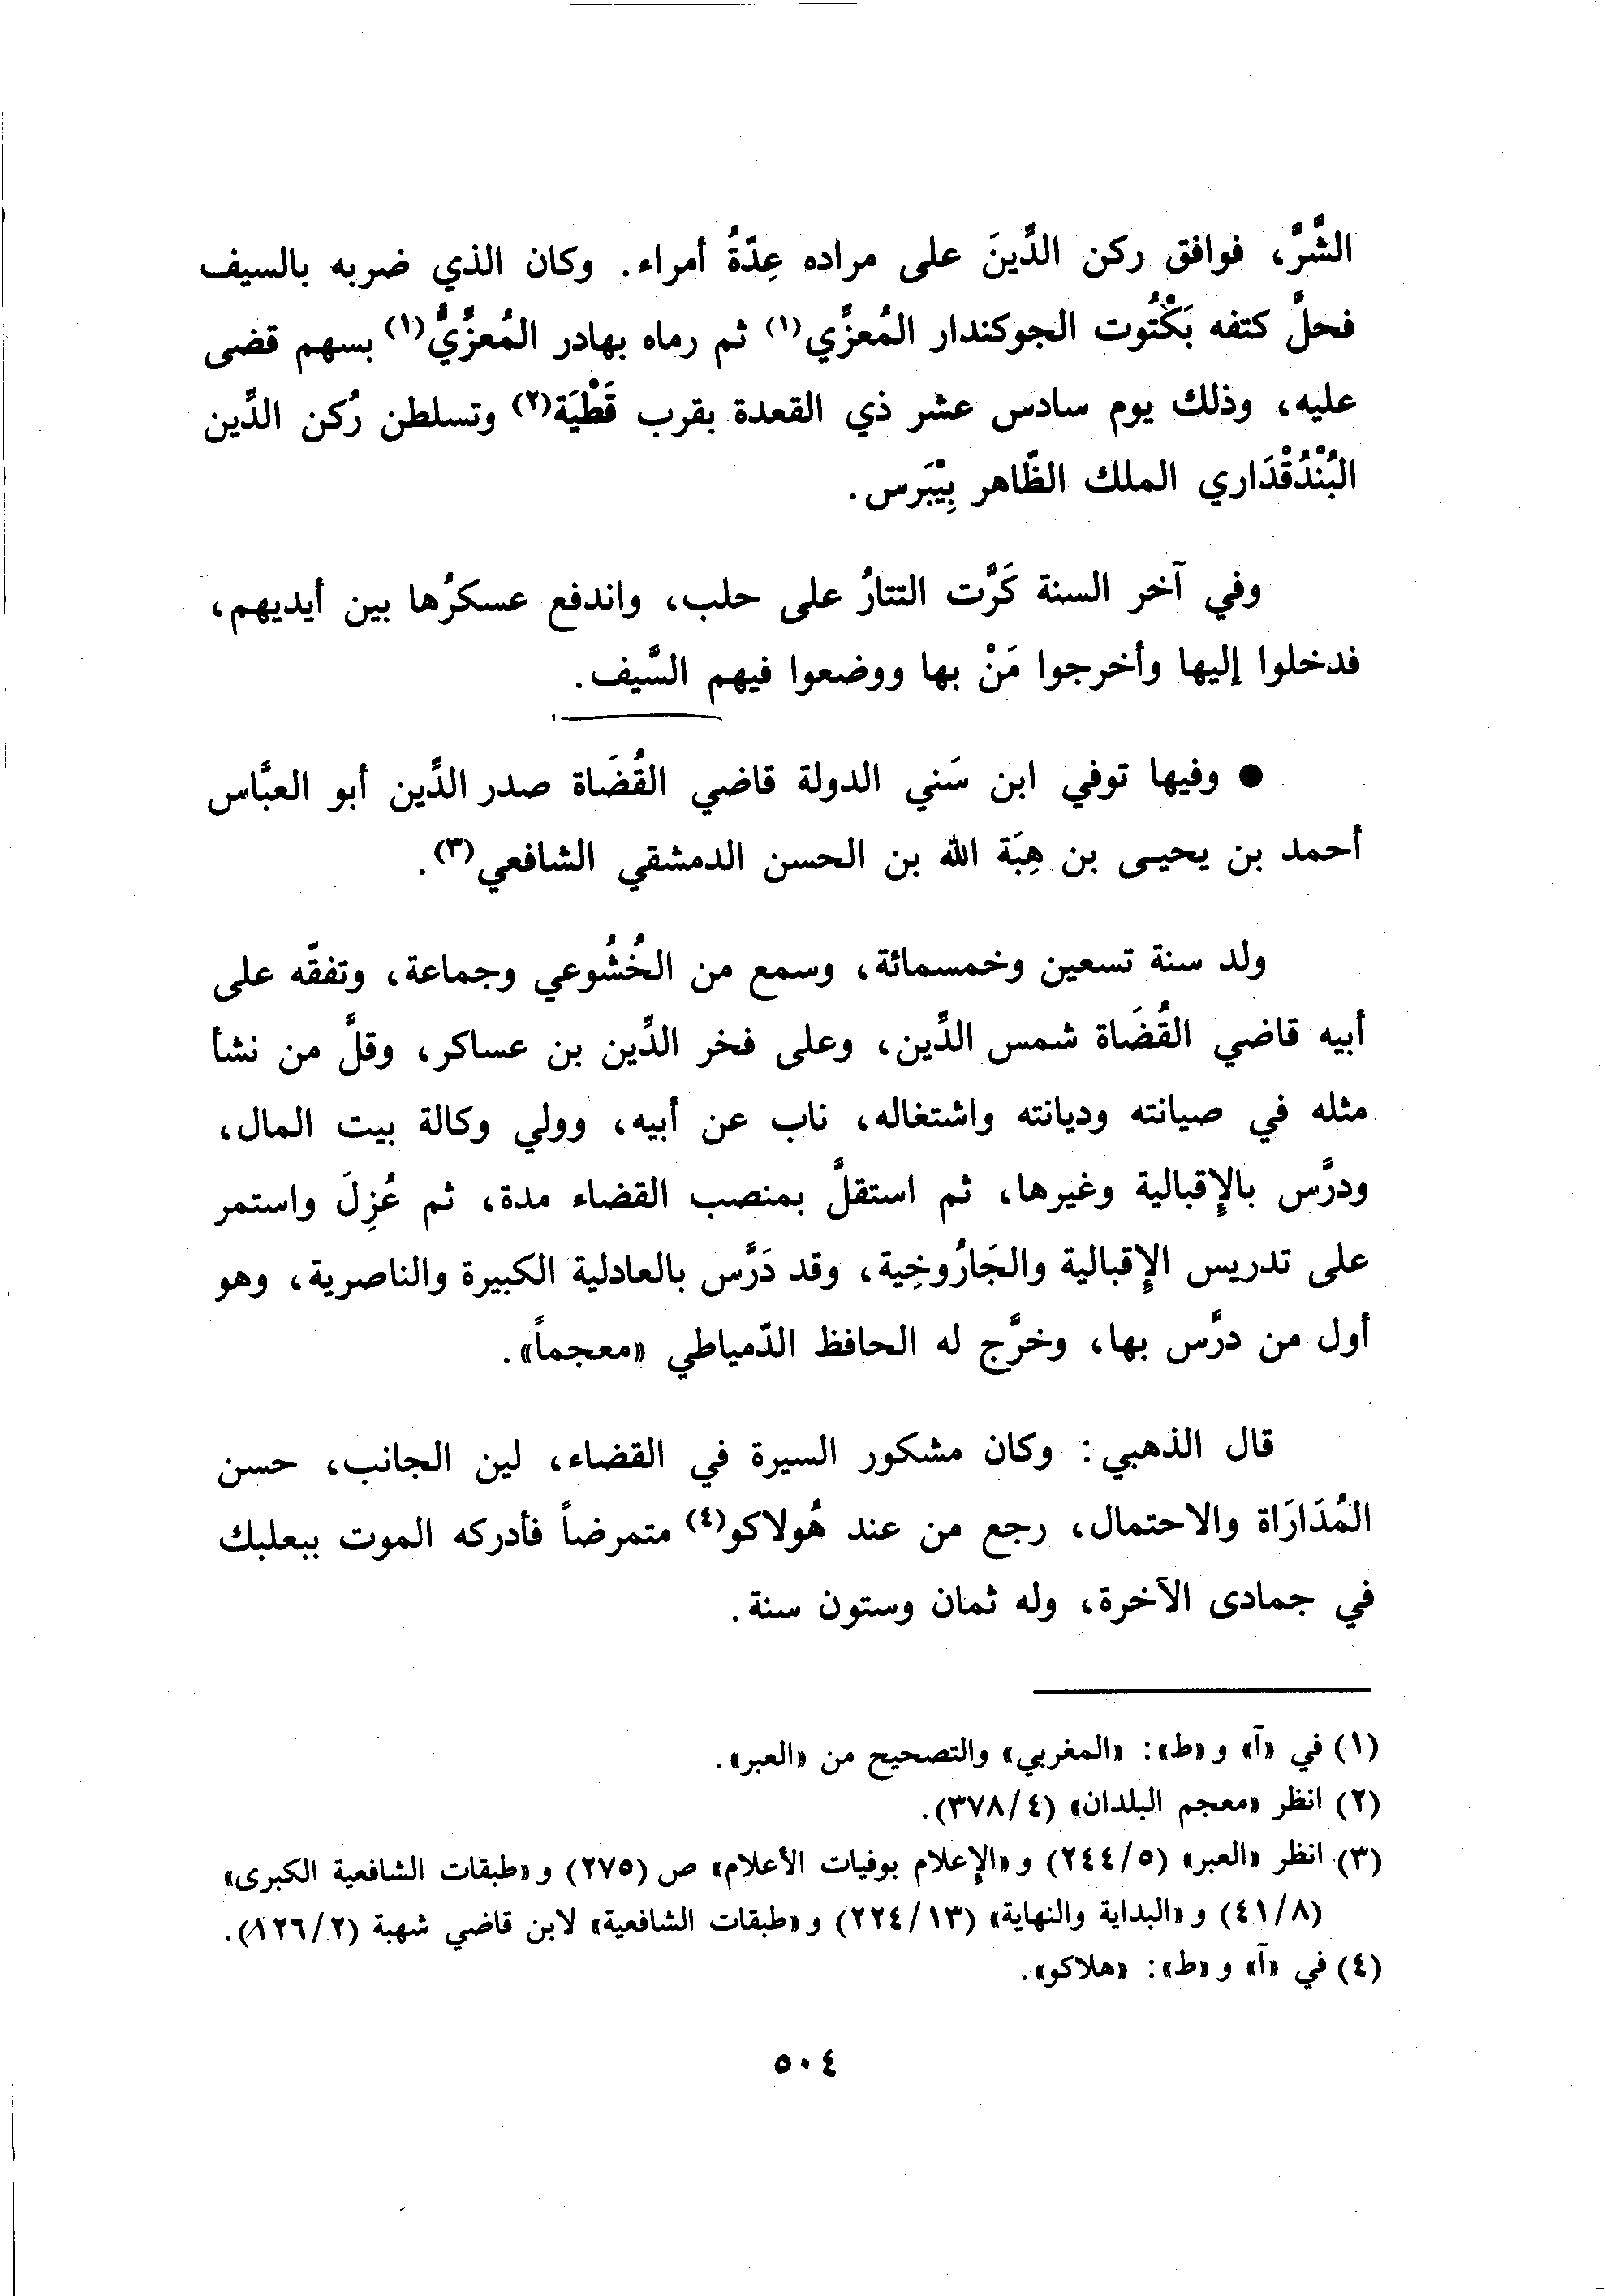 الشَّرَّ، فوافق ركن الدِّينَ على مراده عِدّةُ أمراء. وكان الذي ضربه بالسيف
فحلَّ كتفه بَكْتُوت الجوكندار المُعزِّي(١) ثم رماه بهادر المُعزِّيُّ(١) بسهم قضى
عليه، وذلك يوم سادس عشر ذي القعدة بقرب قَطْيَة(٢) وتسلطن رُكن الدِّين
البُنْدُقْدَاري الملك الظّاهر بِيْبَرس.
وفي آخر السنة كَرَّت التتارُ على حلب، واندفع عسكرُها بين أيديهم،
فدخلوا إليها وأخرجوا مَنْ بها ووضعوا فيهم السَّيف.
● وفيها توفي ابن سَني الدولة قاضي القُضَاة صدر الدِّين أبو العبَّاس
أحمد بن يحيـى بن هِبَة الله بن الحسن الدمشقي الشافعي(٣).
ولد سنة تسعين وخمسمائة، وسمع من الخُشُوعي وجماعة، وتفقّه على
أبيه قاضي القُضَاة شمس الدِّين، وعلى فخر الدِّين بن عساكر، وقلَّ من نشأ
مثله في صيانته وديانته واشتغاله، ناب عن أبيه، وولي وكالة بيت المال،
ودرَّس بالإِقبالية وغيرها، ثم استقلَّ بمنصب القضاء مدة، ثم عُزِلَ واستمر
على تدريس الإِقبالية والجَارُوخِية، وقد دَرَّس بالعادلية الكبيرة والناصرية، وهو
أول من درَّس بها، وخرَّج له الحافظ الدّمياطي «معجماً».
قال الذهبي: وكان مشكور السيرة في القضاء، لين الجانب، حسن
المُدَارَاة والاحتمال، رجع من عند هُولاكو(٤) متمرضاً فأدركه الموت ببعلبك
في جمادى الآخرة، وله ثمان وستون سنة.
(١) في «آ» و «ط»: «المغربي» والتصحيح من «العبر».
(٢) انظر «معجم البلدان» (٣٧٨/٤).
(٣) انظر «العبر» (٢٤٤/٥) و «الإِعلام بوفيات الأعلام» ص (٢٧٥) و «طبقات الشافعية الكبرى»
(٤١/٨) و «البداية والنهاية» (٢٢٤/١٣) و «طبقات الشافعية» لابن قاضي شهبة (١٢٦/٢).
(٤) في «آ» و «ط»: «هلاكو».
٥٠٤